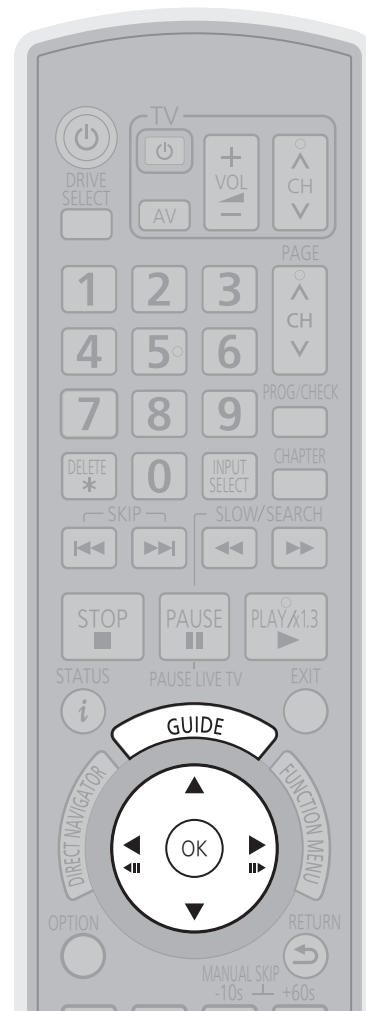 TV
DRIVE
SELECT
VOL
CH
AV
PAGE
1 2 3
CH
4 5 6
PROG/CHECK
7 8 9
DELETE
*
0
INPUT
SELECT
CHAPTER
SKIP
SLOW/SEARCH
STOP
PAUSE
PLAY/x1.3
PAUSE LIVE TV
STATUS
i
EXIT
GUIDE
DIRECT NAVIGATOR
FUNCTION MENU
OK
OPTION
RETURN
MANUAL SKIP
-10s
+60s